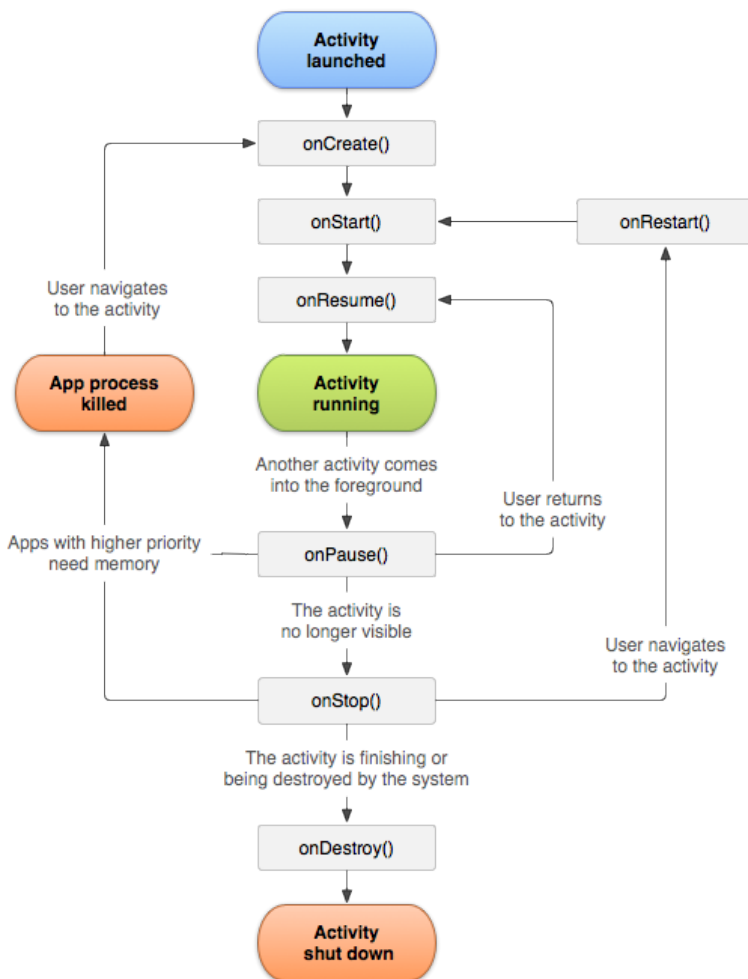 Activity
launched
onCreate()
onStart()
onRestart()
onResume()
User navigates
to the activity
App process
killed
Activity
running
Another activity comes
into the foreground
User returns
to the activity
Apps with higher priority
need memory
onPause()
The activity is
no longer visible
User navigates
to the activity
onStop()
The activity is finishing or
being destroyed by the system
onDestroy()
Activity
shut down